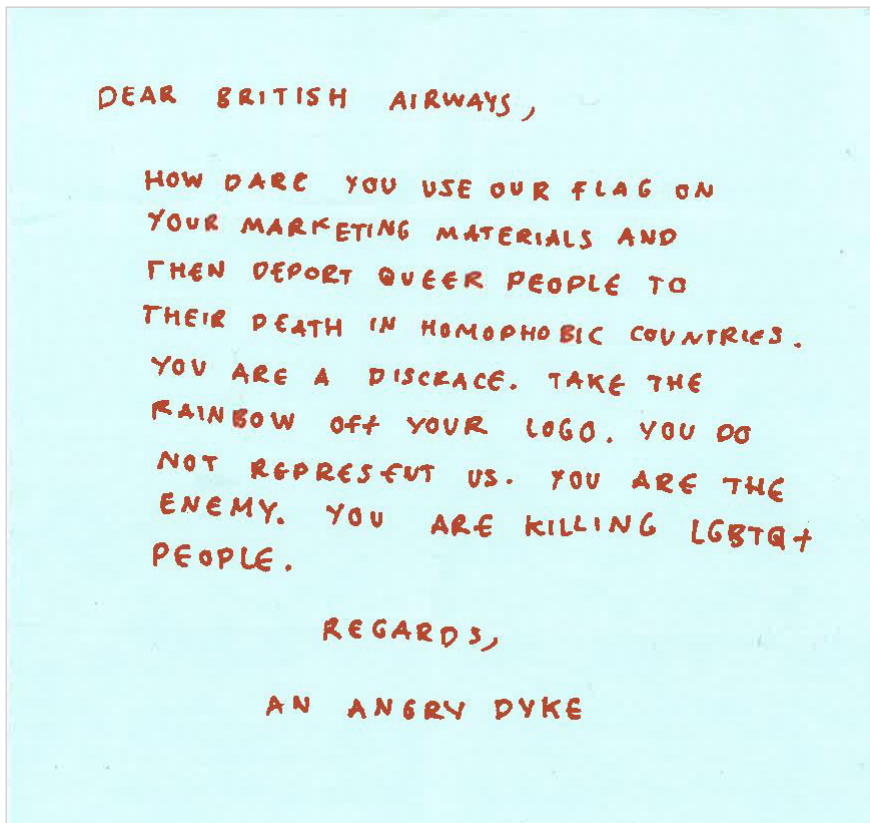 DEAR BRITISH AIRWAYS,
HOW DARE YOU USE OUR FLAG ON
YOUR MARKETING MATERIALS AND
THEN DEPORT QUEER PEOPLE TO
THEIR DEATH IN HOMOPHOBIC COUNTRIES.
YOU ARE A DISCRACE. TAKE THE
RAINBOW OFF YOUR LOGO. YOU DO
NOT REPRESENT US. YOU ARE THE
ENEMY. YOU ARE KILLING LGBTQ+
PEOPLE.
REGARDS,
AN ANGRY DYKE